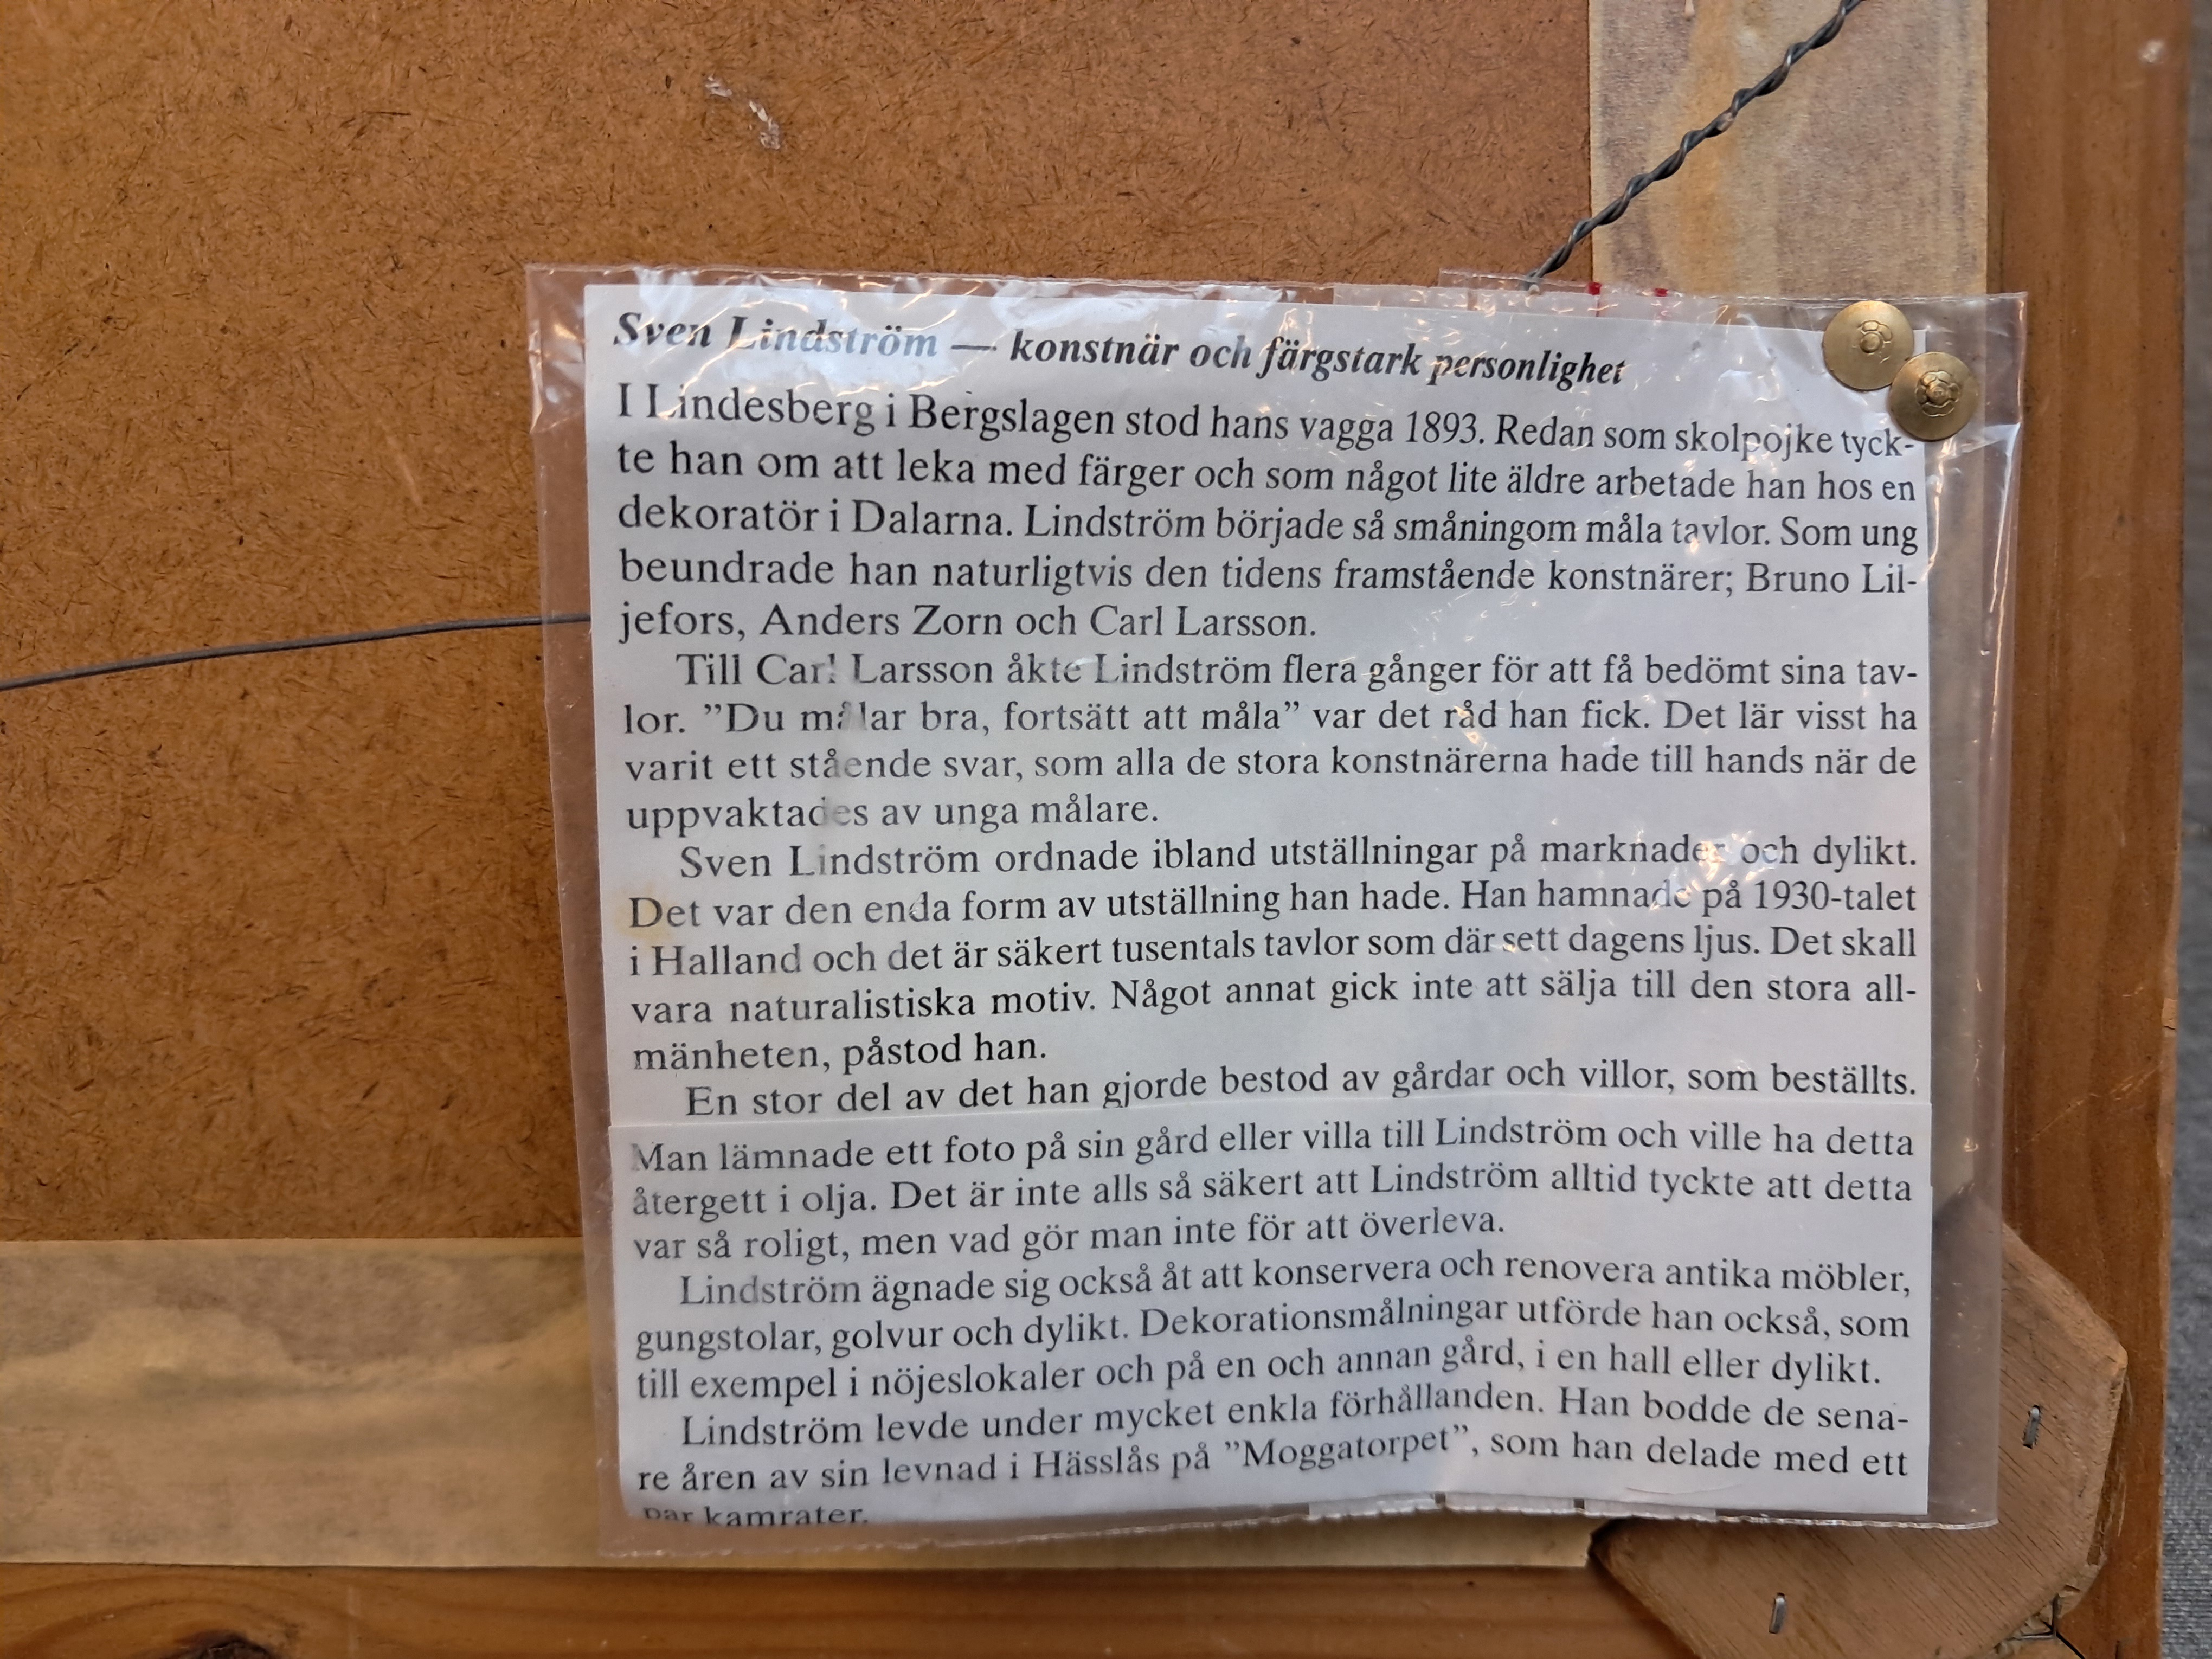 Sven Lindström — konstnär och färgstark personlighet
I Lindesberg i Bergslagen stod hans vagga 1893. Redan som skolpojke tyck-
te han om att leka med färger och som något lite äldre arbetade han hos en
dekoratör i Dalarna. Lindström började så småningom måla tavlor. Som ung
beundrade han naturligtvis den tidens framstående konstnärer; Bruno Lil-
jefors, Anders Zorn och Carl Larsson.
Till Carl Larsson åkte Lindström flera gånger för att få bedömt sina tav-
lor. ”Du målar bra, fortsätt att måla” var det råd han fick. Det lär visst ha
varit ett stående svar, som alla de stora konstnärerna hade till hands när de
uppvaktades av unga målare.
Sven Lindström ordnade ibland utställningar på marknader och dylikt.
Det var den enda form av utställning han hade. Han hamnade på 1930-talet
i Halland och det är säkert tusentals tavlor som där sett dagens ljus. Det skall
vara naturalistiska motiv. Något annat gick inte att sälja till den stora all-
mänheten, påstod han.
En stor del av det han gjorde bestod av gårdar och villor, som beställts.
Man lämnade ett foto på sin gård eller villa till Lindström och ville ha detta
återgett i olja. Det är inte alls så säkert att Lindström alltid tyckte att detta
var så roligt, men vad gör man inte för att överleva.
Lindström ägnade sig också åt att konservera och renovera antika möbler,
gungstolar, golvur och dylikt. Dekorationsmålningar utförde han också, som
till exempel i nöjeslokaler och på en och annan gård, i en hall eller dylikt.
Lindström levde under mycket enkla förhållanden. Han bodde de sena-
re åren av sin levnad i Hässlås på ”Moggatorpet”, som han delade med ett
par kamrater.